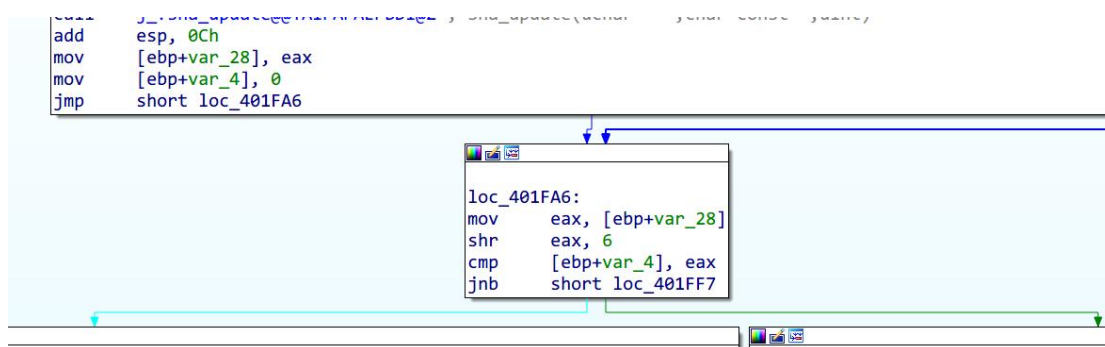 add esp, 0Ch
mov [ebp+var_28], eax
mov [ebp+var_4], 0
jmp short loc_401FA6
loc_401FA6:
mov eax, [ebp+var_28]
shr eax, 6
cmp [ebp+var_4], eax
jnb short loc_401FF7